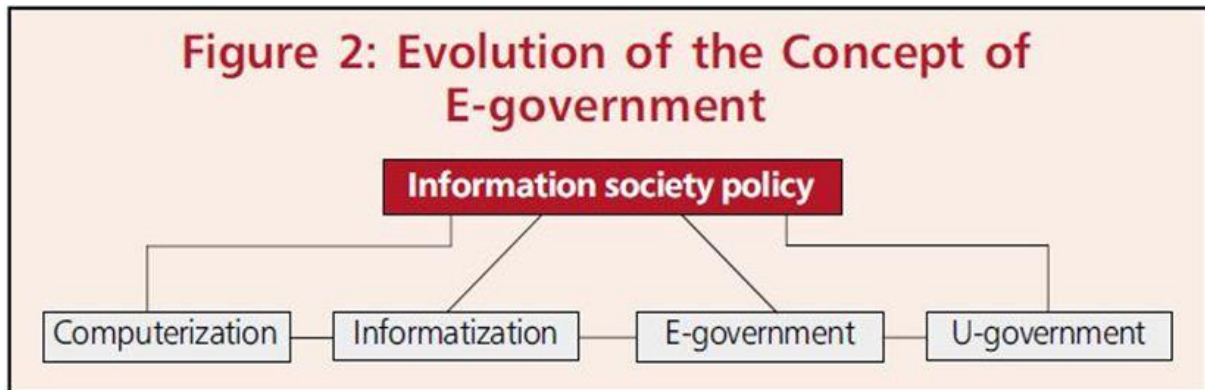 Figure 2: Evolution of the Concept of
E-government
Information society policy
Computerization
Informatization
E-government
U-government